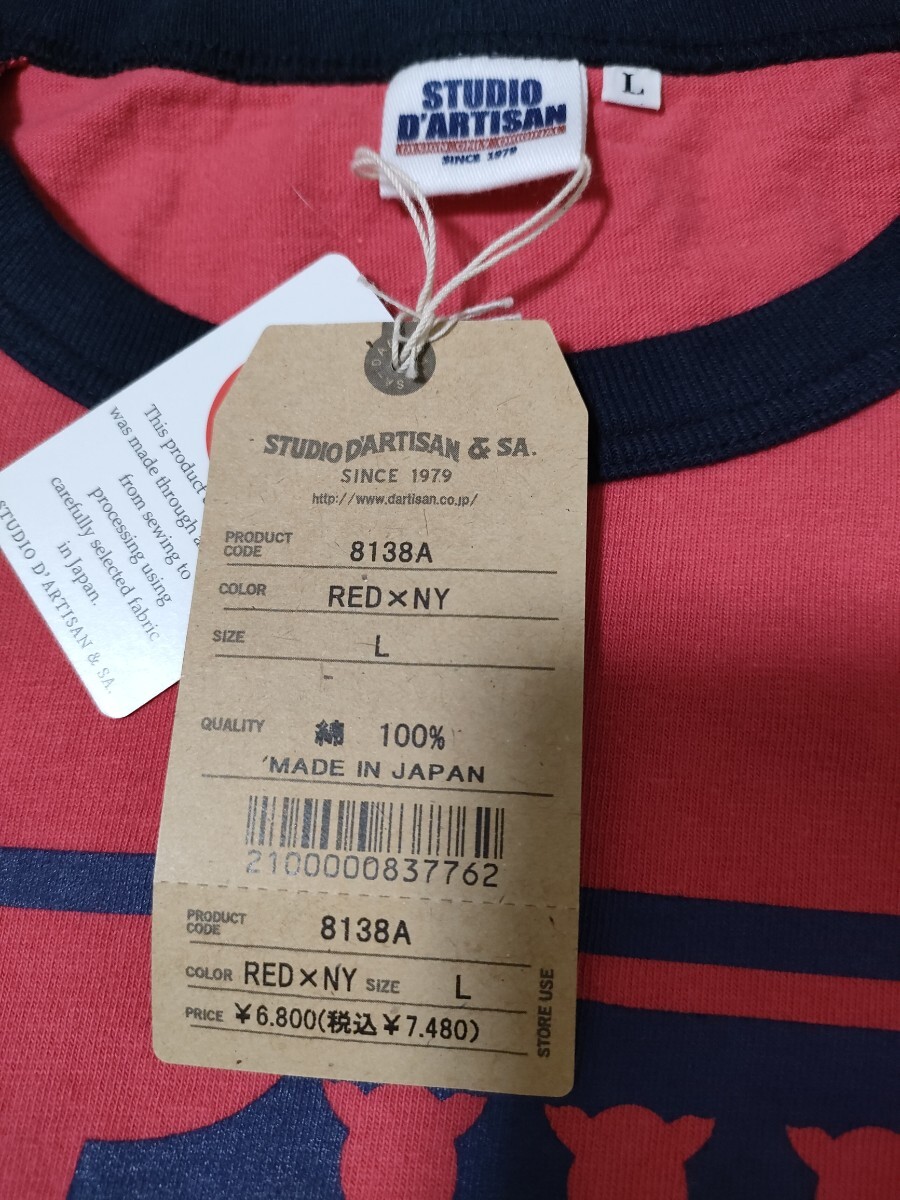 STUDIO
D'ARTISAN
DESIGN ONLY ORIGINAL
SINCE 1979
L
This product
was made through a
from sewing to
processing using
carefully selected fabric
in Japan.
STUDIO D'ARTISAN & SA.
STUDIO D'ARTISAN & SA.
SINCE 1979
http://www.dartisan.co.jp/
PRODUCT CODE 8138A
COLOR RED×NY
SIZE L
QUALITY 綿 100%
MADE IN JAPAN
2100000837762
PRODUCT CODE 8138A
COLOR RED×NY SIZE L
PRICE ¥6.800(税込¥7.480)
STORE USE